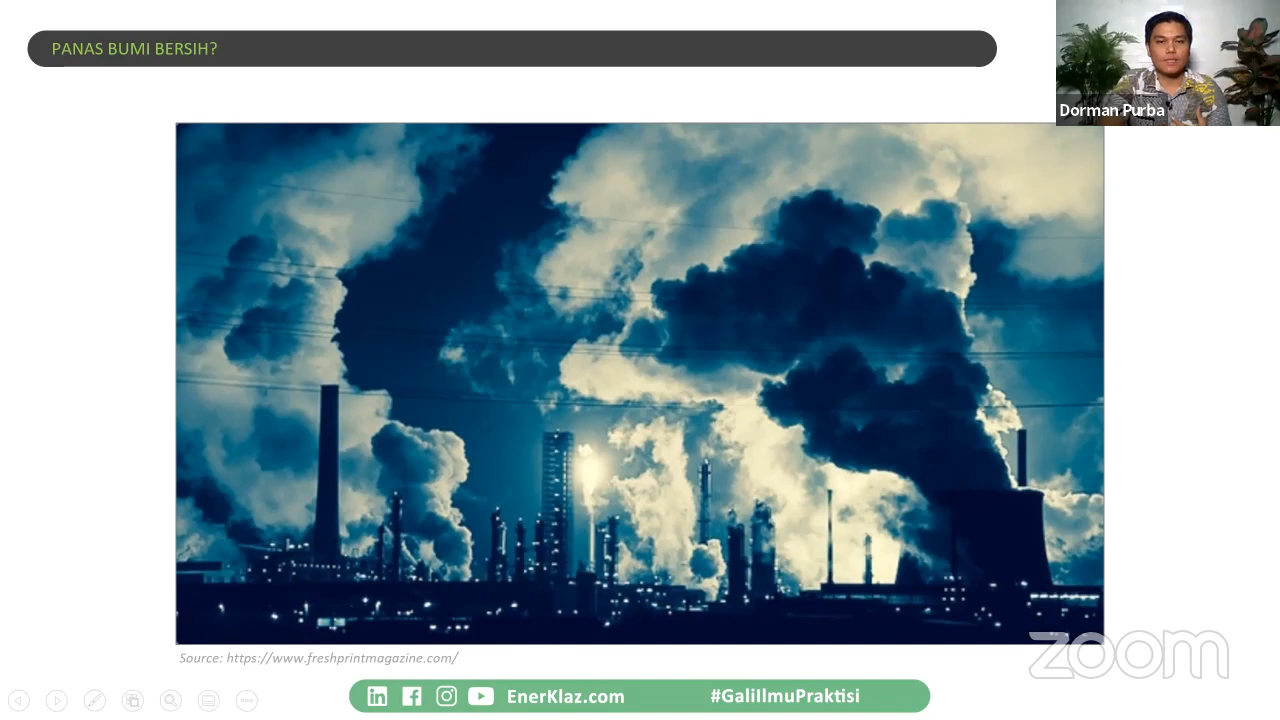 PANAS BUMI BERSIH?
Dorman Purba
Source: https://www.freshprintmagazine.com/
zoom
EnerKlaz.com
#GaliIlmuPraktisi